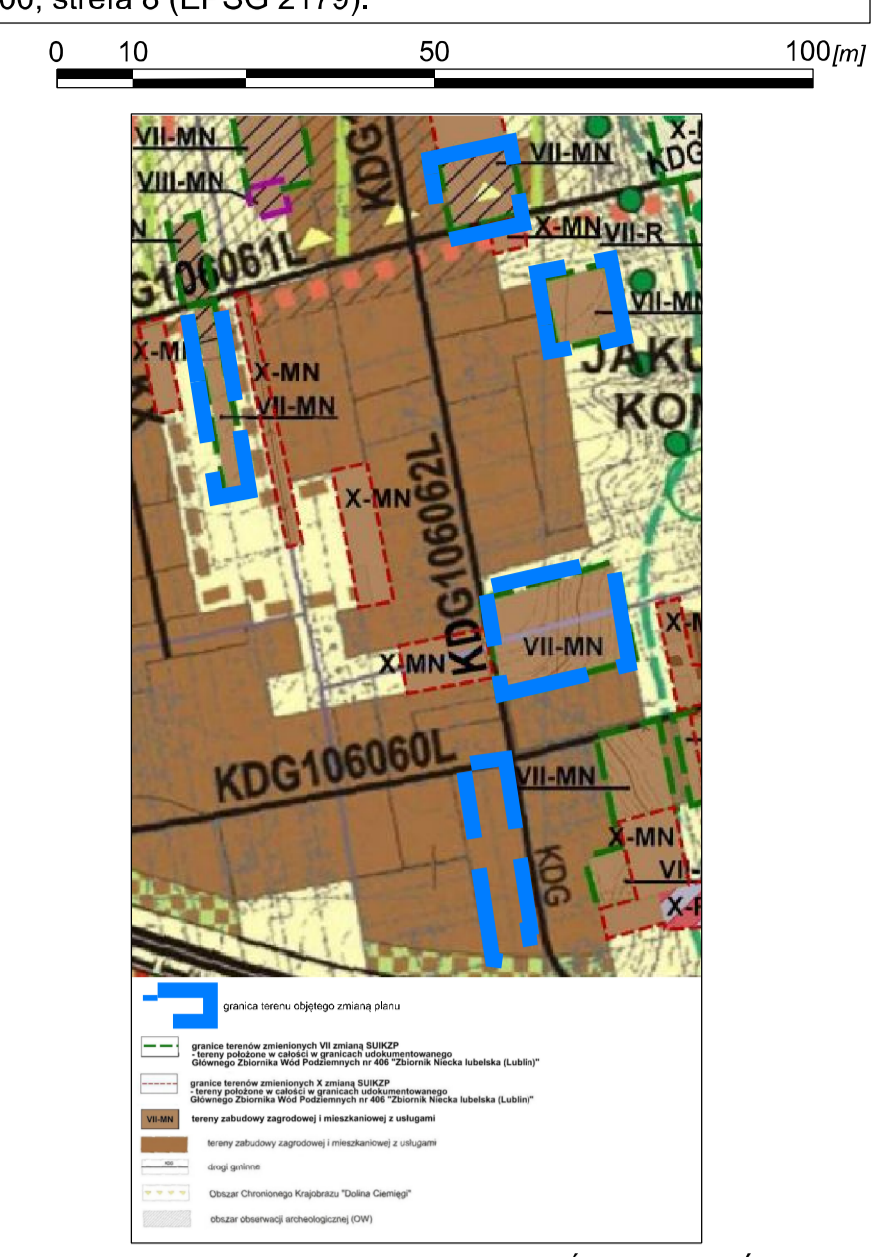 00, strefa 8 (EPSG 2179).
0 10 50 100[m]
VII-MN
VIII-MN
N
KDG
VII-MN
KDG
X-MN
VII-R
G106061L
VII-MN
X-MN
VII-MN
JAKU
KON
X-MN
KDG106062L
X-MN
VII-MN
KDG106060L
VII-MN
X-MN
KDG
granica terenu objętego zmianą planu
granice terenów zmienionych VII zmianą SUIKZP
- tereny położone w całości w granicach udokumentowanego
Głównego Zbiornika Wód Podziemnych nr 406 "Zbiornik Niecka lubelska (Lublin)"
granice terenów zmienionych X zmianą SUIKZP
- tereny położone w całości w granicach udokumentowanego
Głównego Zbiornika Wód Podziemnych nr 406 "Zbiornik Niecka lubelska (Lublin)"
VII-MN tereny zabudowy zagrodowej i mieszkaniowej z usługami
tereny zabudowy zagrodowej i mieszkaniowej z usługami
drogi gminne
Obszar Chronionego Krajobrazu "Dolina Ciemięgi"
obszar obserwacji archeologicznej (OW)